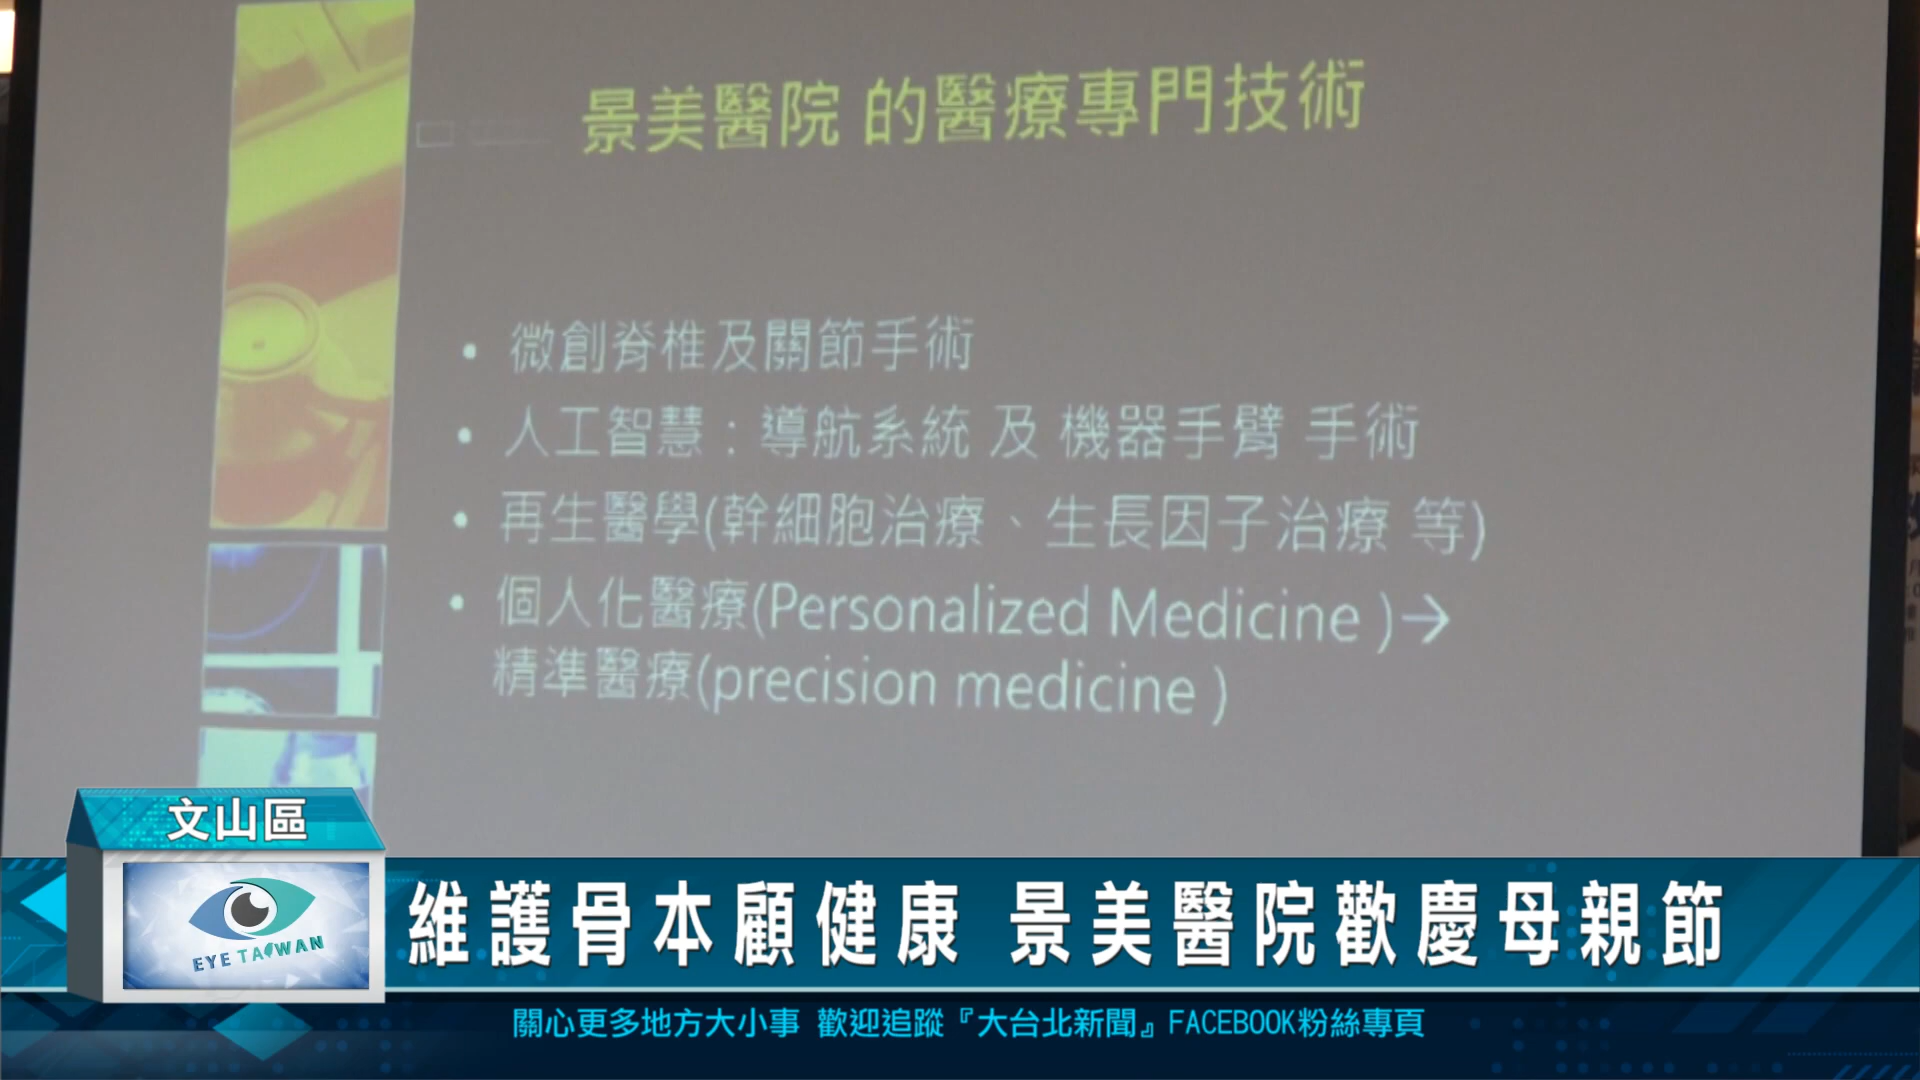 景美醫院 的醫療專門技術
• 微創脊椎及關節手術
• 人工智慧：導航系統 及 機器手臂 手術
• 再生醫學(幹細胞治療、生長因子治療 等)
• 個人化醫療(Personalized Medicine )→
精準醫療(precision medicine )
文山區
EYE TAIWAN
維護骨本顧健康 景美醫院歡慶母親節
關心更多地方大小事 歡迎追蹤『大台北新聞』FACEBOOK粉絲專頁